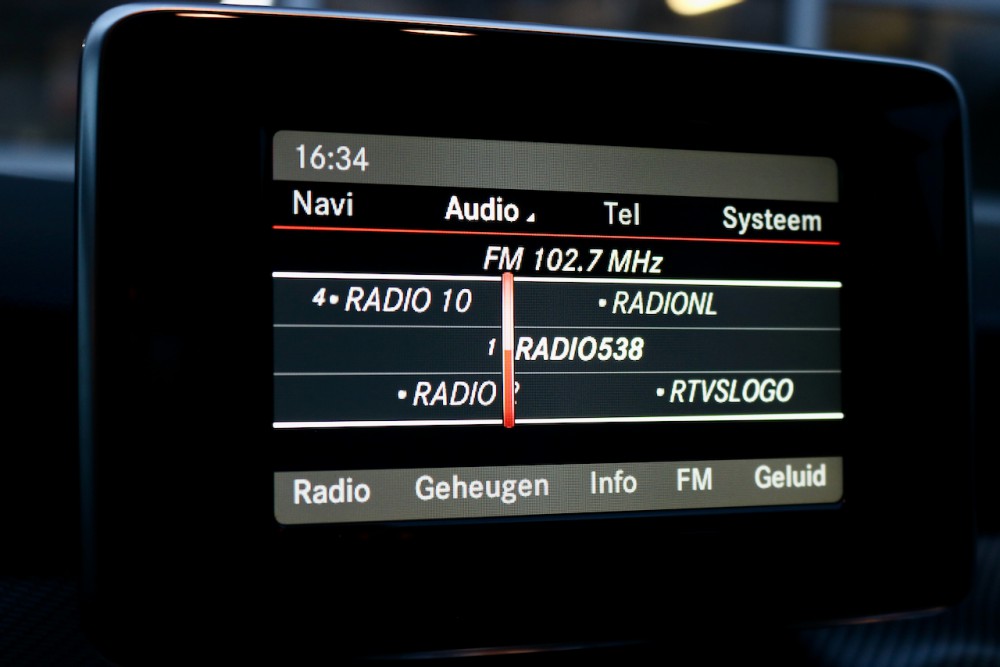 16:34
Navi Audio Tel Systeem
FM 102.7 MHz
4• RADIO 10 • RADIONL
1 RADIO538
• RADIO • RTVSLOGO
Radio Geheugen Info FM Geluid